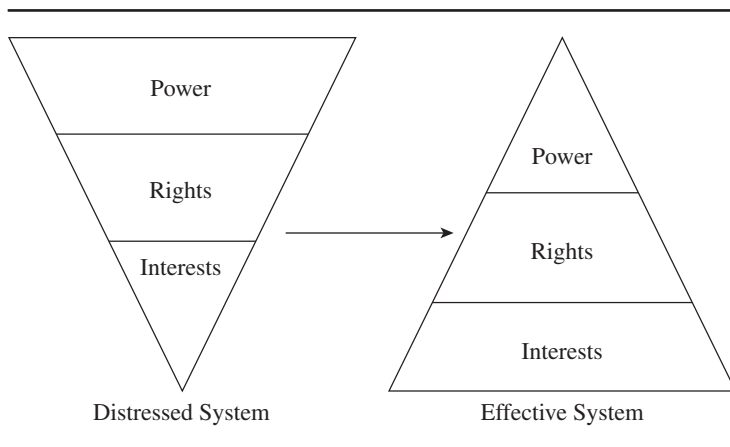 Power
Rights
Interests
Distressed System
Power
Rights
Interests
Effective System